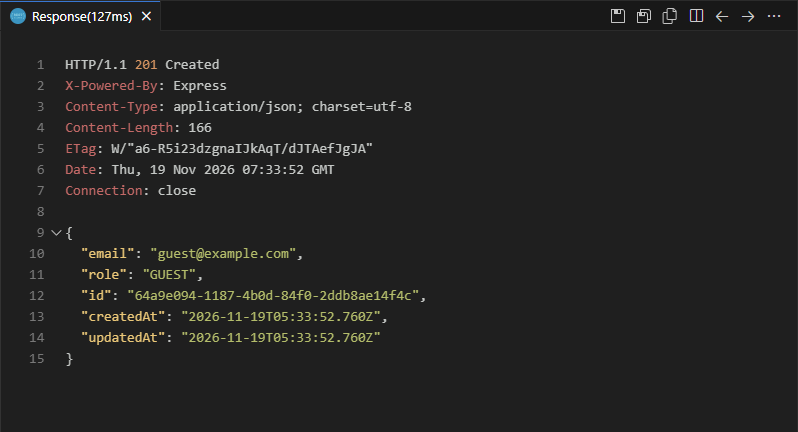 Response(127ms)
1 HTTP/1.1 201 Created
2 X-Powered-By: Express
3 Content-Type: application/json; charset=utf-8
4 Content-Length: 166
5 ETag: W/"a6-R5i23dzgnaIJkAqT/dJTAefJgJA"
6 Date: Thu, 19 Nov 2026 07:33:52 GMT
7 Connection: close
8
9 {
10 "email": "guest@example.com",
11 "role": "GUEST",
12 "id": "64a9e094-1187-4b0d-84f0-2ddb8ae14f4c",
13 "createdAt": "2026-11-19T05:33:52.760Z",
14 "updatedAt": "2026-11-19T05:33:52.760Z"
15 }